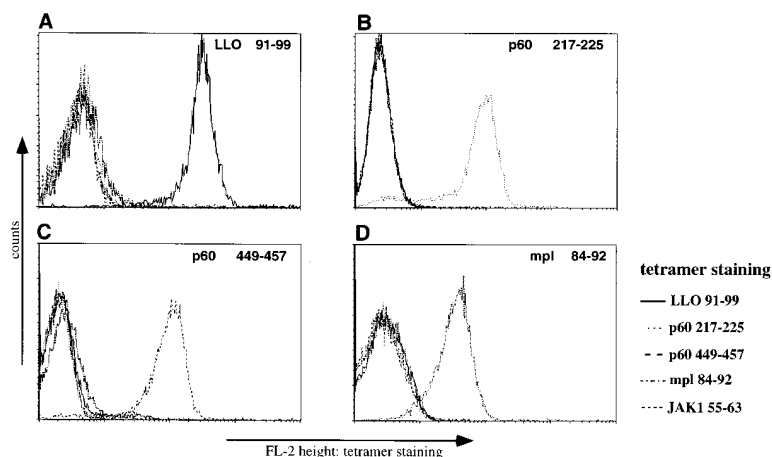 A
LLO 91-99
B
p60 217-225
C
p60 449-457
D
mpl 84-92
counts
FL-2 height: tetramer staining
tetramer staining
LLO 91-99
p60 217-225
p60 449-457
mpl 84-92
JAK1 55-63